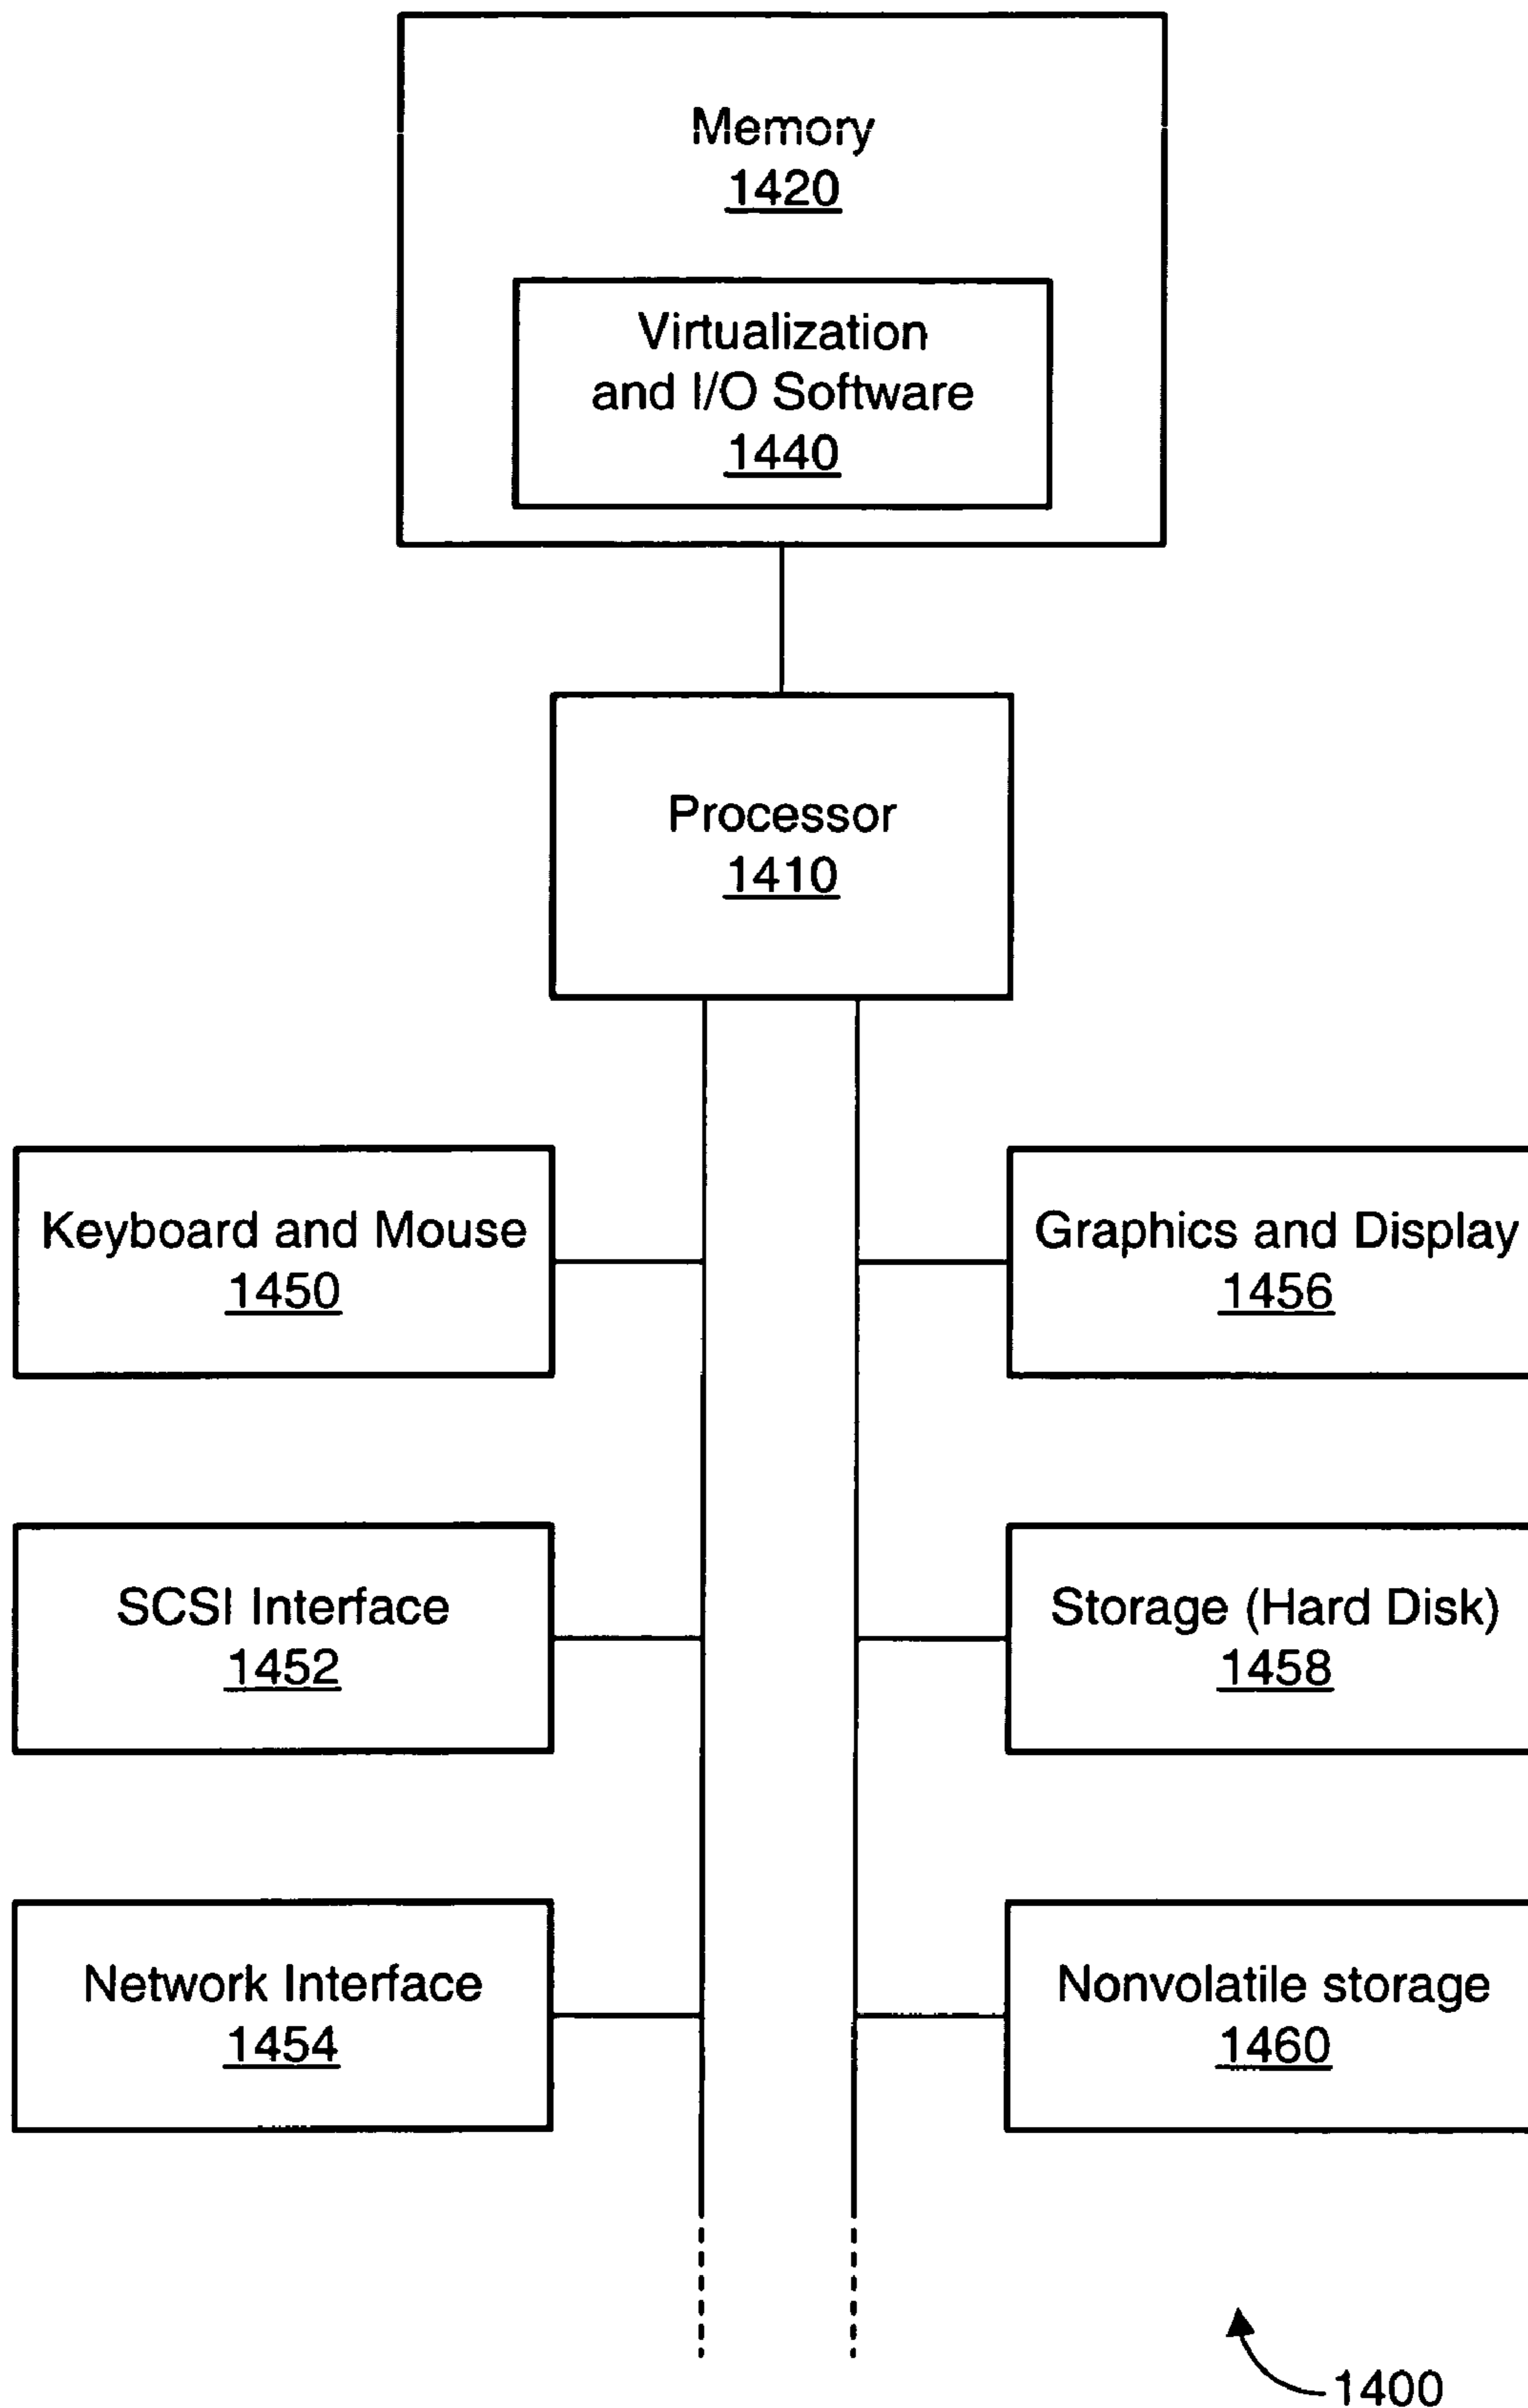 Memory
1420
Virtualization
and I/O Software
1440
Processor
1410
Keyboard and Mouse
1450
Graphics and Display
1456
SCSI Interface
1452
Storage (Hard Disk)
1458
Network Interface
1454
Nonvolatile storage
1460
1400